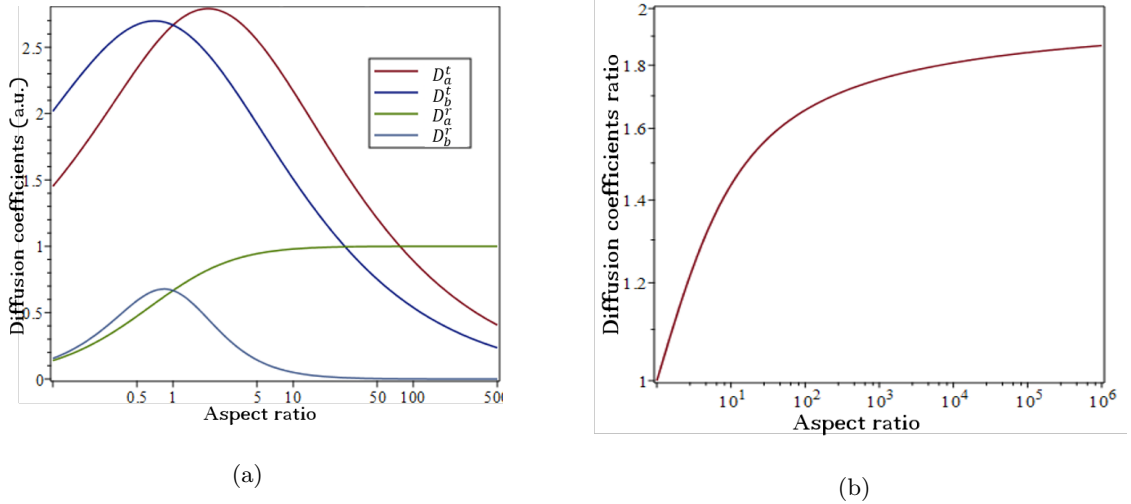 Diffusion coefficients (a.u.)
2.5
2
1.5
1
0.5
0
D_a^t
D_b^t
D_a^r
D_b^r
0.5 1 5 10 50 100 500
Aspect ratio
(a)
Diffusion coefficients ratio
2
1.8
1.6
1.4
1.2
1
10^1 10^2 10^3 10^4 10^5 10^6
Aspect ratio
(b)